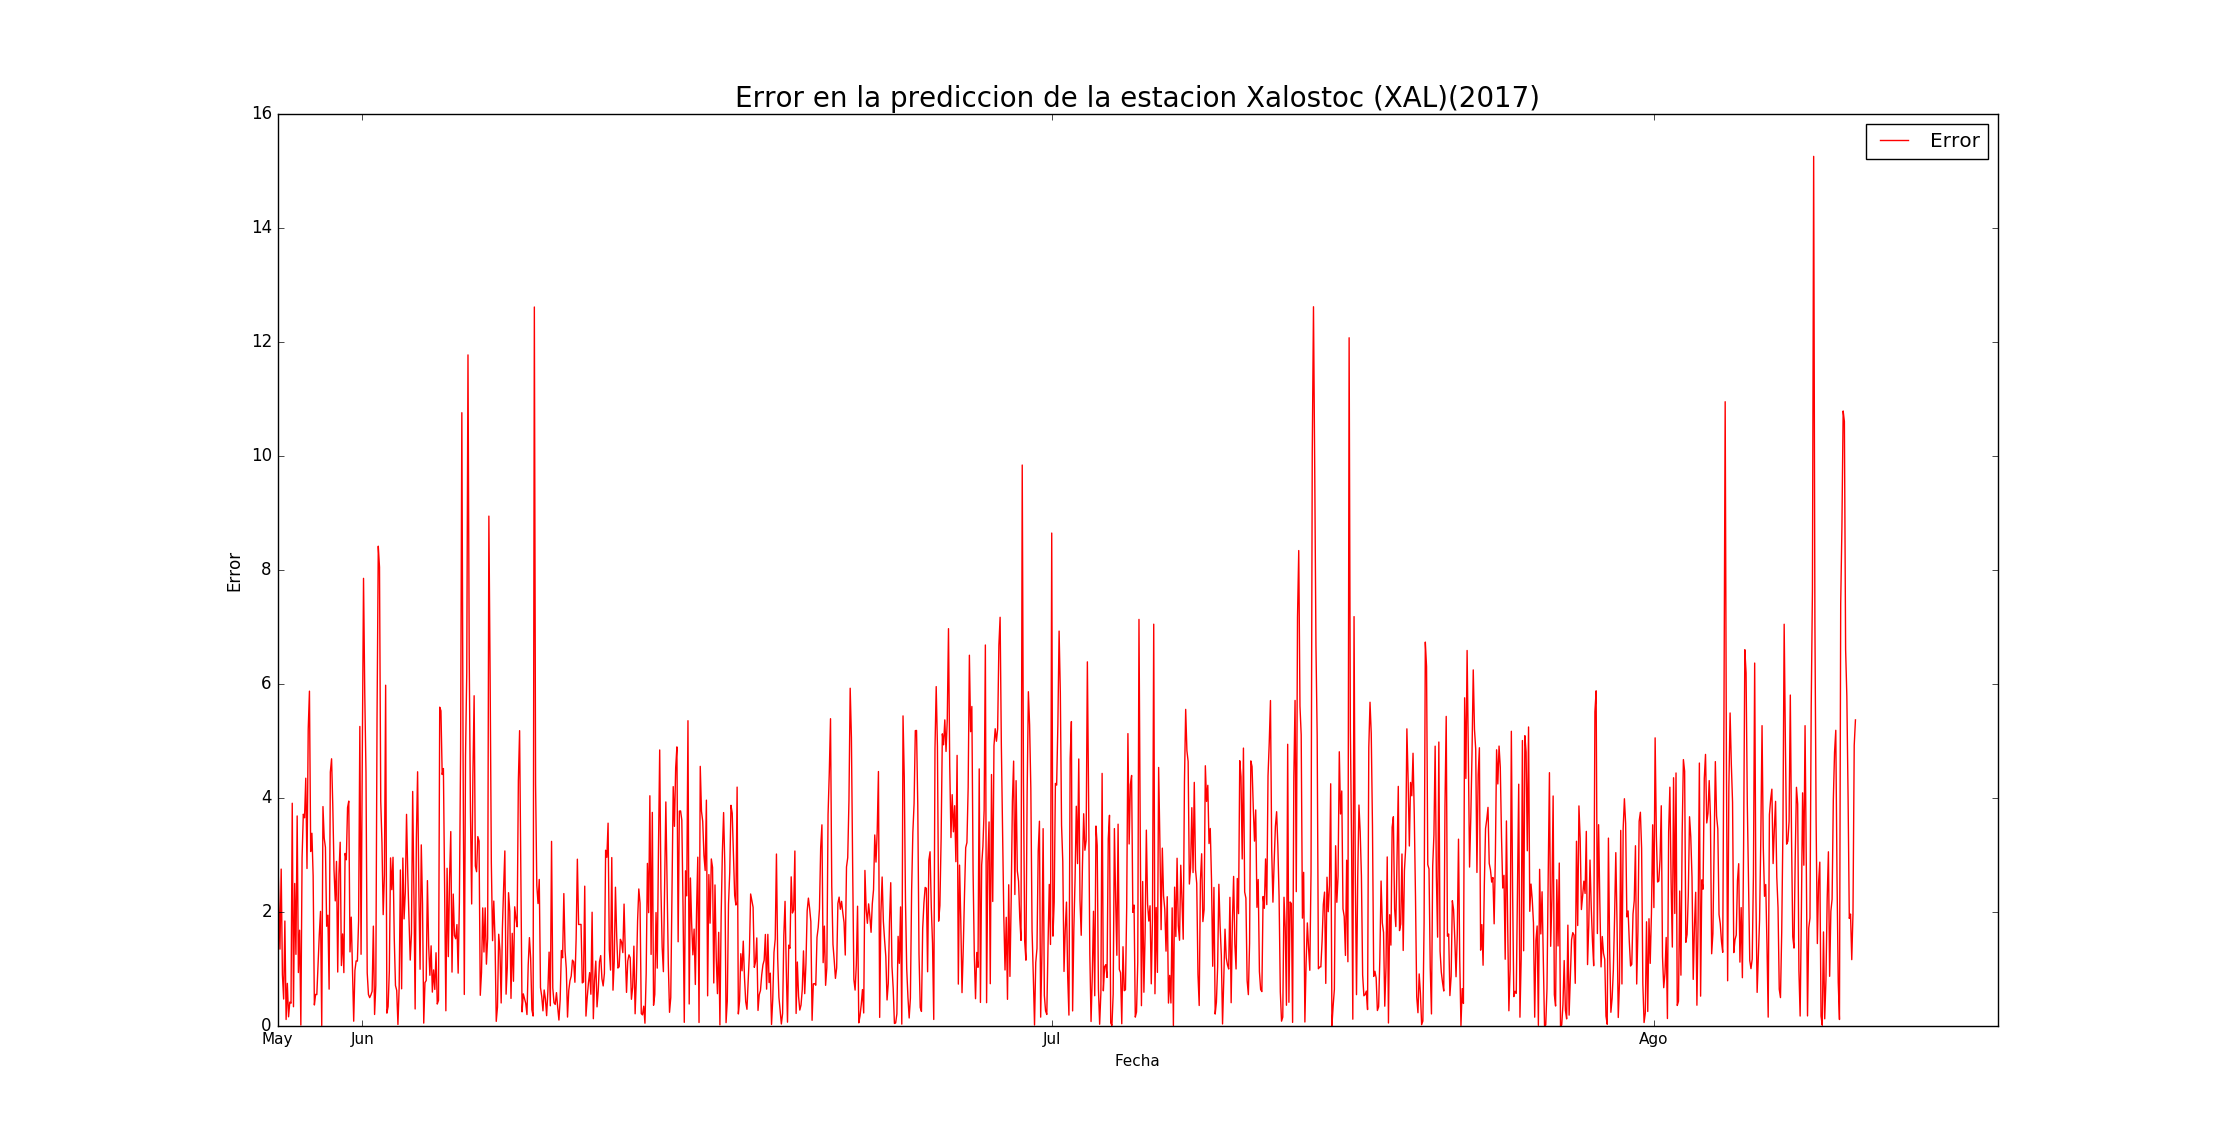 Error en la prediccion de la estacion Xalostoc (XAL)(2017)
16
14
12
10
8
6
4
2
0
Error
Error
May
Jun
Jul
Ago
Fecha